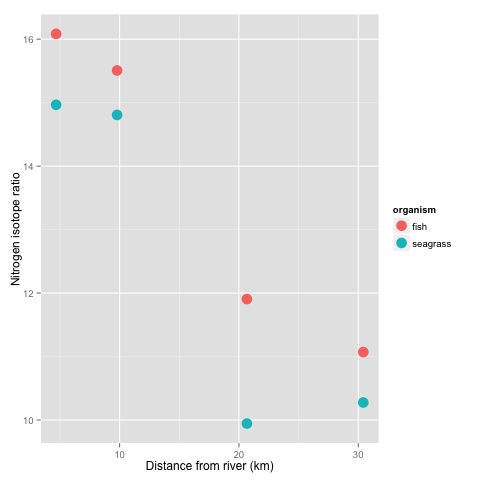 16
14
12
10
Nitrogen isotope ratio
10 20 30
Distance from river (km)
organism
fish
seagrass